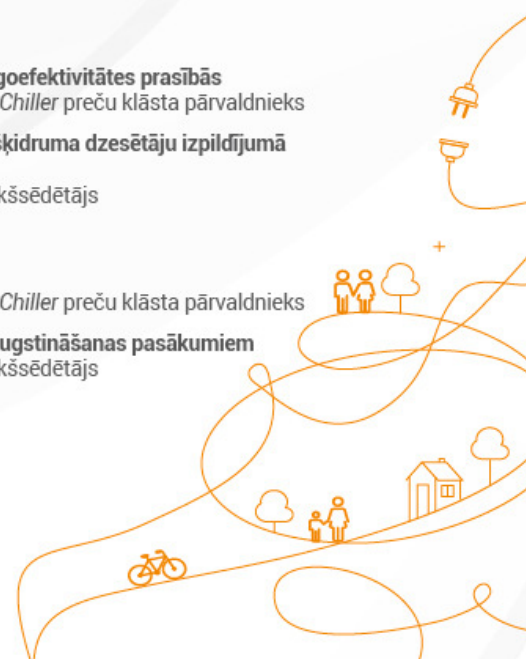 goefektivitātes prasībās
Chiller preču klāsta pārvaldnieks
šķidruma dzesētāju izpildījumā
kšsēdētājs
Chiller preču klāsta pārvaldnieks
ugstināšanas pasākumiem
kšsēdētājs